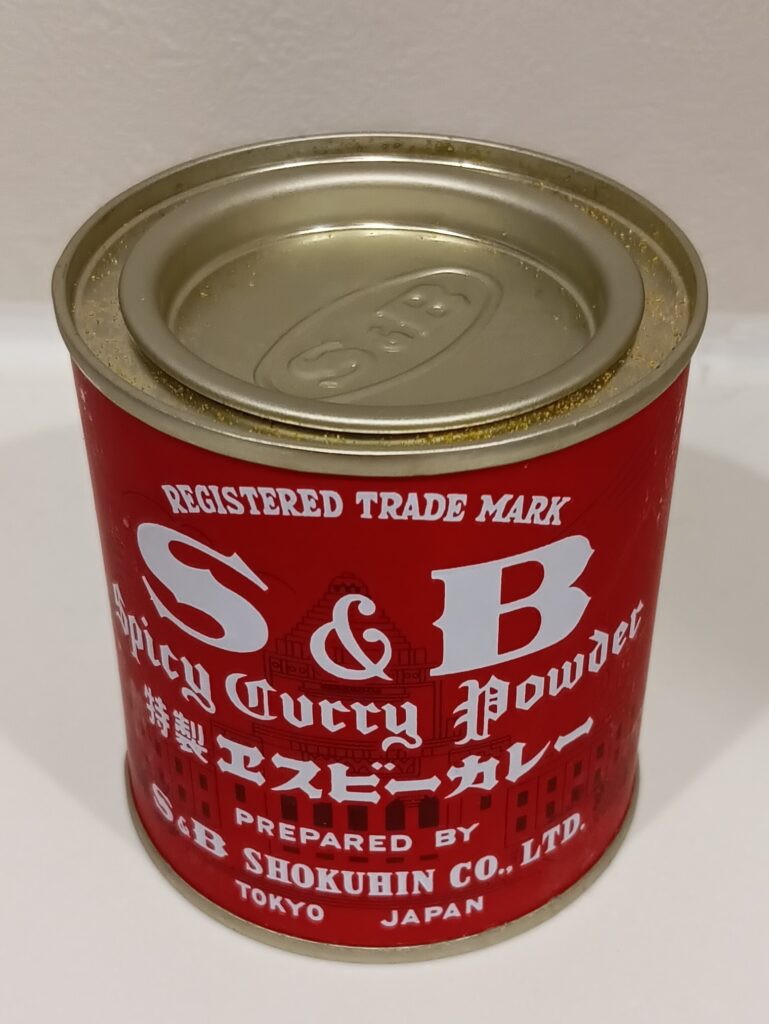 S&B
REGISTERED TRADE MARK
S & B
Spicy Curry Powder
特製 ヱスビーカレー
PREPARED BY
S&B SHOKUHIN CO., LTD.
TOKYO JAPAN